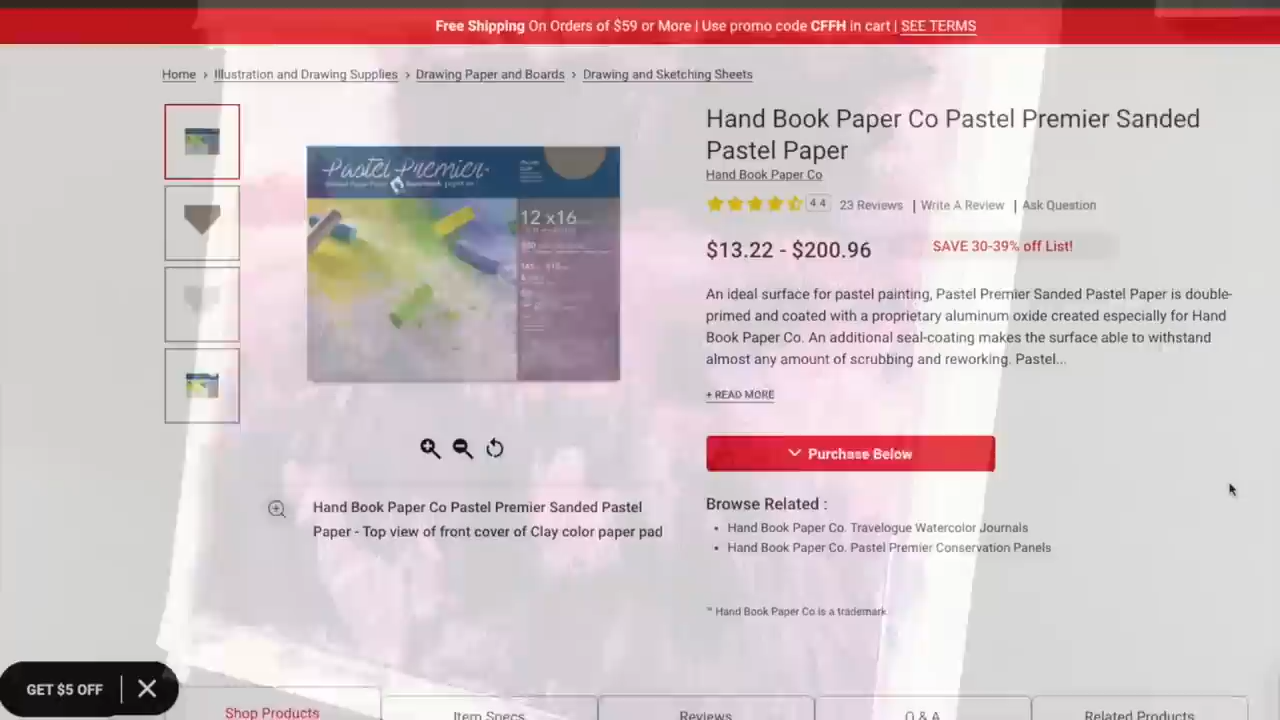 Free Shipping On Orders of $59 or More | Use promo code CFFH in cart | SEE TERMS
Home › Illustration and Drawing Supplies › Drawing Paper and Boards › Drawing and Sketching Sheets
Hand Book Paper Co Pastel Premier Sanded
Pastel Paper
Hand Book Paper Co
4.4 23 Reviews | Write A Review | Ask Question
$13.22 - $200.96 SAVE 30-39% off List!
An ideal surface for pastel painting, Pastel Premier Sanded Pastel Paper is double-
primed and coated with a proprietary aluminum oxide created especially for Hand
Book Paper Co. An additional seal-coating makes the surface able to withstand
almost any amount of scrubbing and reworking. Pastel...
+ READ MORE
Purchase Below
Browse Related :
• Hand Book Paper Co. Travelogue Watercolor Journals
• Hand Book Paper Co. Pastel Premier Conservation Panels
™ Hand Book Paper Co is a trademark
Pastel Premier
12 x16
Hand Book Paper Co Pastel Premier Sanded Pastel
Paper - Top view of front cover of Clay color paper pad
GET $5 OFF
Shop Products
Item Specs
Reviews
Q & A
Related Products